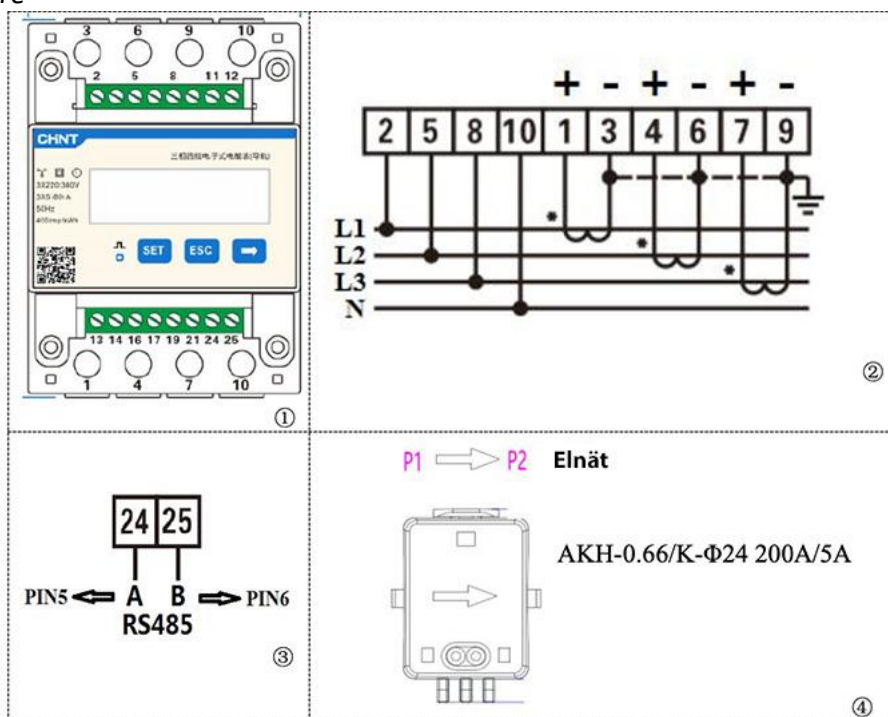 3 6 9 10
2 5 8 11 12
CHNT
三相四线电子式电能表(导轨)
3X220/380V
50Hz
SET ESC
13 14 16 17 19 21 24 25
1 4 7 10
①
+ - + - + -
2 5 8 10 1 3 4 6 7 9
*
L1
*
L2
*
L3
N
②
24 25
PIN5 A B PIN6
RS485
③
P1 P2 Elnät
AKH-0.66/K-Φ24 200A/5A
④